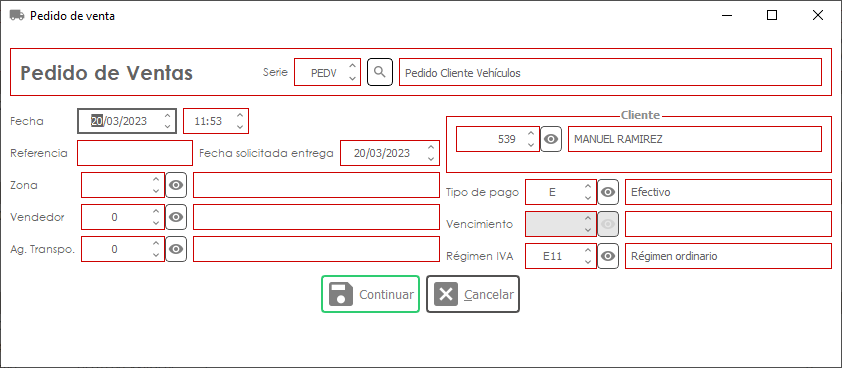 Pedido de venta
Pedido de Ventas Serie PEDV Pedido Cliente Vehículos
Fecha 20/03/2023 11:53
Cliente
539 MANUEL RAMIREZ
Referencia Fecha solicitada entrega 20/03/2023
Zona
Tipo de pago E Efectivo
Vendedor 0
Vencimiento
Ag. Transpo. 0
Régimen IVA E11 Régimen ordinario
Continuar Cancelar